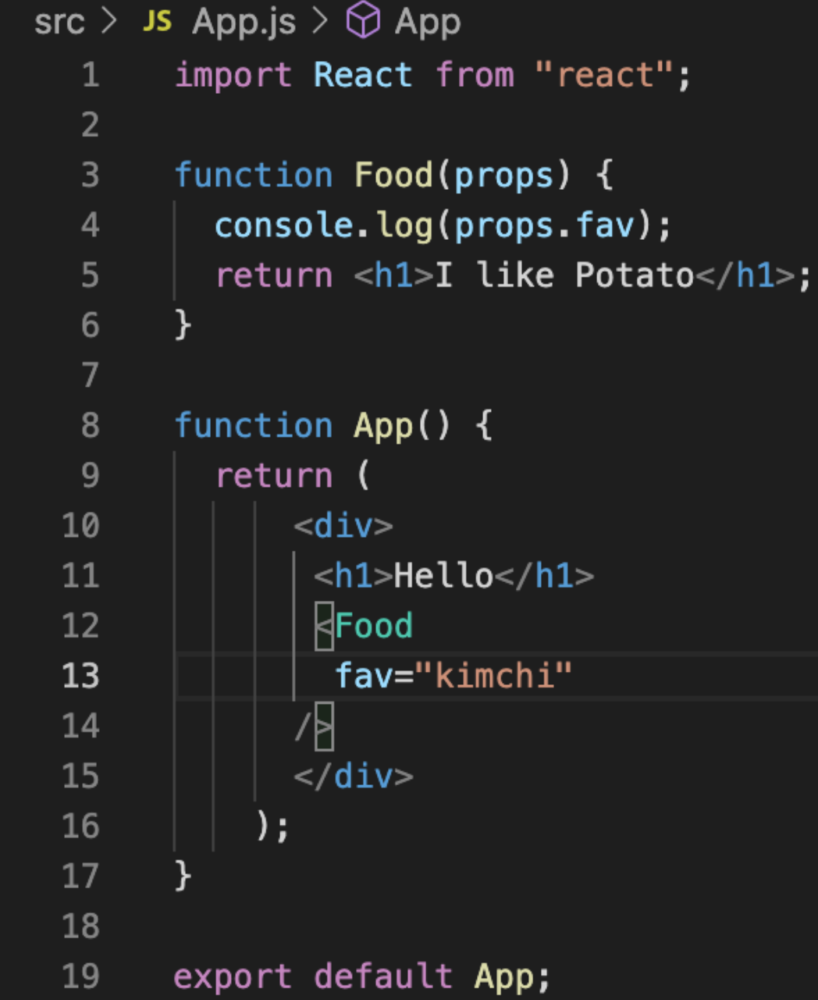 src > JS App.js > App
1 import React from "react";
2
3 function Food(props) {
4   console.log(props.fav);
5   return <h1>I like Potato</h1>;
6 }
7
8 function App() {
9   return (
10       <div>
11        <h1>Hello</h1>
12        <Food
13         fav="kimchi"
14       />
15       </div>
16     );
17 }
18
19 export default App;